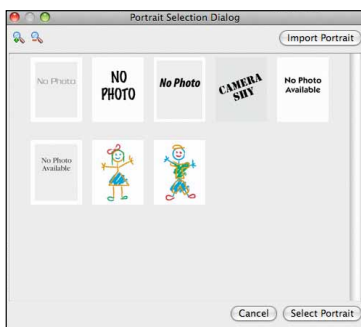 Portrait Selection Dialog
Import Portrait
No Photo
NO
PHOTO
No Photo
CAMERA
SHY
No Photo
Available
No Photo
Available
Cancel
Select Portrait